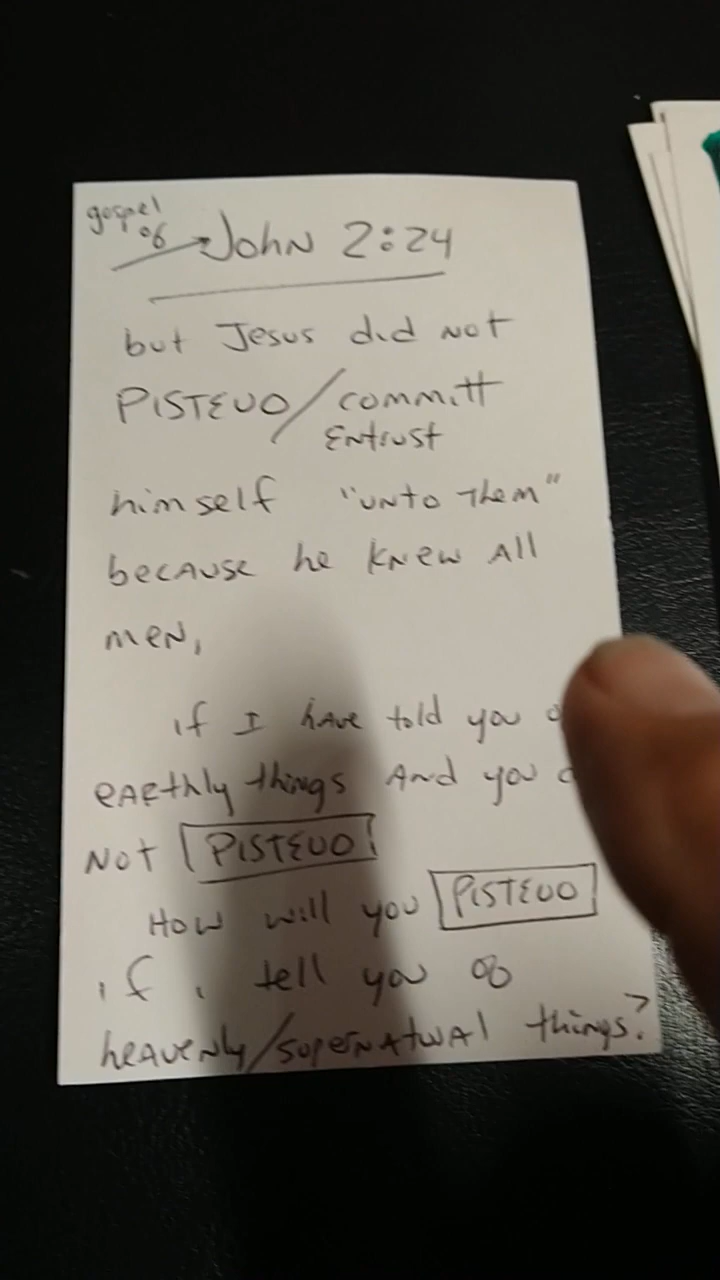 gospel
of John 2:24
but Jesus did not
PISTEUO/committ
Entrust
himself "unto them"
because he knew All
men,
if I have told you
earthly things And you
NOT PISTEUO
How will you PISTEUO
if i tell you of
heavenly/supernatural things?